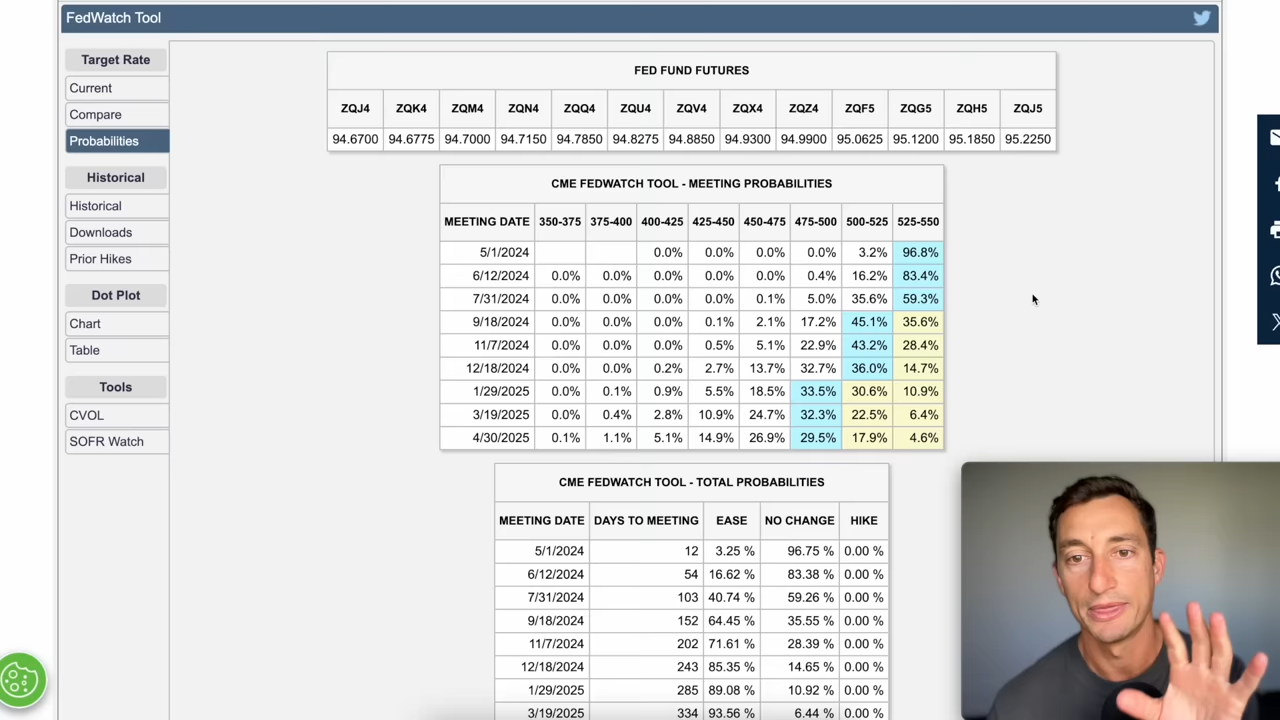 FedWatch Tool
Target Rate
Current
Compare
Probabilities
Historical
Historical
Downloads
Prior Hikes
Dot Plot
Chart
Table
Tools
CVOL
SOFR Watch
FED FUND FUTURES
ZQJ4 ZQK4 ZQM4 ZQN4 ZQQ4 ZQU4 ZQV4 ZQX4 ZQZ4 ZQF5 ZQG5 ZQH5 ZQJ5
94.6700 94.6775 94.7000 94.7150 94.7850 94.8275 94.8850 94.9300 94.9900 95.0625 95.1200 95.1850 95.2250
CME FEDWATCH TOOL - MEETING PROBABILITIES
MEETING DATE 350-375 375-400 400-425 425-450 450-475 475-500 500-525 525-550
5/1/2024 0.0% 0.0% 0.0% 0.0% 3.2% 96.8%
6/12/2024 0.0% 0.0% 0.0% 0.0% 0.0% 0.4% 16.2% 83.4%
7/31/2024 0.0% 0.0% 0.0% 0.0% 0.1% 5.0% 35.6% 59.3%
9/18/2024 0.0% 0.0% 0.0% 0.1% 2.1% 17.2% 45.1% 35.6%
11/7/2024 0.0% 0.0% 0.0% 0.5% 5.1% 22.9% 43.2% 28.4%
12/18/2024 0.0% 0.0% 0.2% 2.7% 13.7% 32.7% 36.0% 14.7%
1/29/2025 0.0% 0.1% 0.9% 5.5% 18.5% 33.5% 30.6% 10.9%
3/19/2025 0.0% 0.4% 2.8% 10.9% 24.7% 32.3% 22.5% 6.4%
4/30/2025 0.1% 1.1% 5.1% 14.9% 26.9% 29.5% 17.9% 4.6%
CME FEDWATCH TOOL - TOTAL PROBABILITIES
MEETING DATE DAYS TO MEETING EASE NO CHANGE HIKE
5/1/2024 12 3.25 % 96.75 % 0.00 %
6/12/2024 54 16.62 % 83.38 % 0.00 %
7/31/2024 103 40.74 % 59.26 % 0.00 %
9/18/2024 152 64.45 % 35.55 % 0.00 %
11/7/2024 202 71.61 % 28.39 % 0.00 %
12/18/2024 243 85.35 % 14.65 % 0.00 %
1/29/2025 285 89.08 % 10.92 % 0.00 %
3/19/2025 334 93.56 % 6.44 % 0.00 %